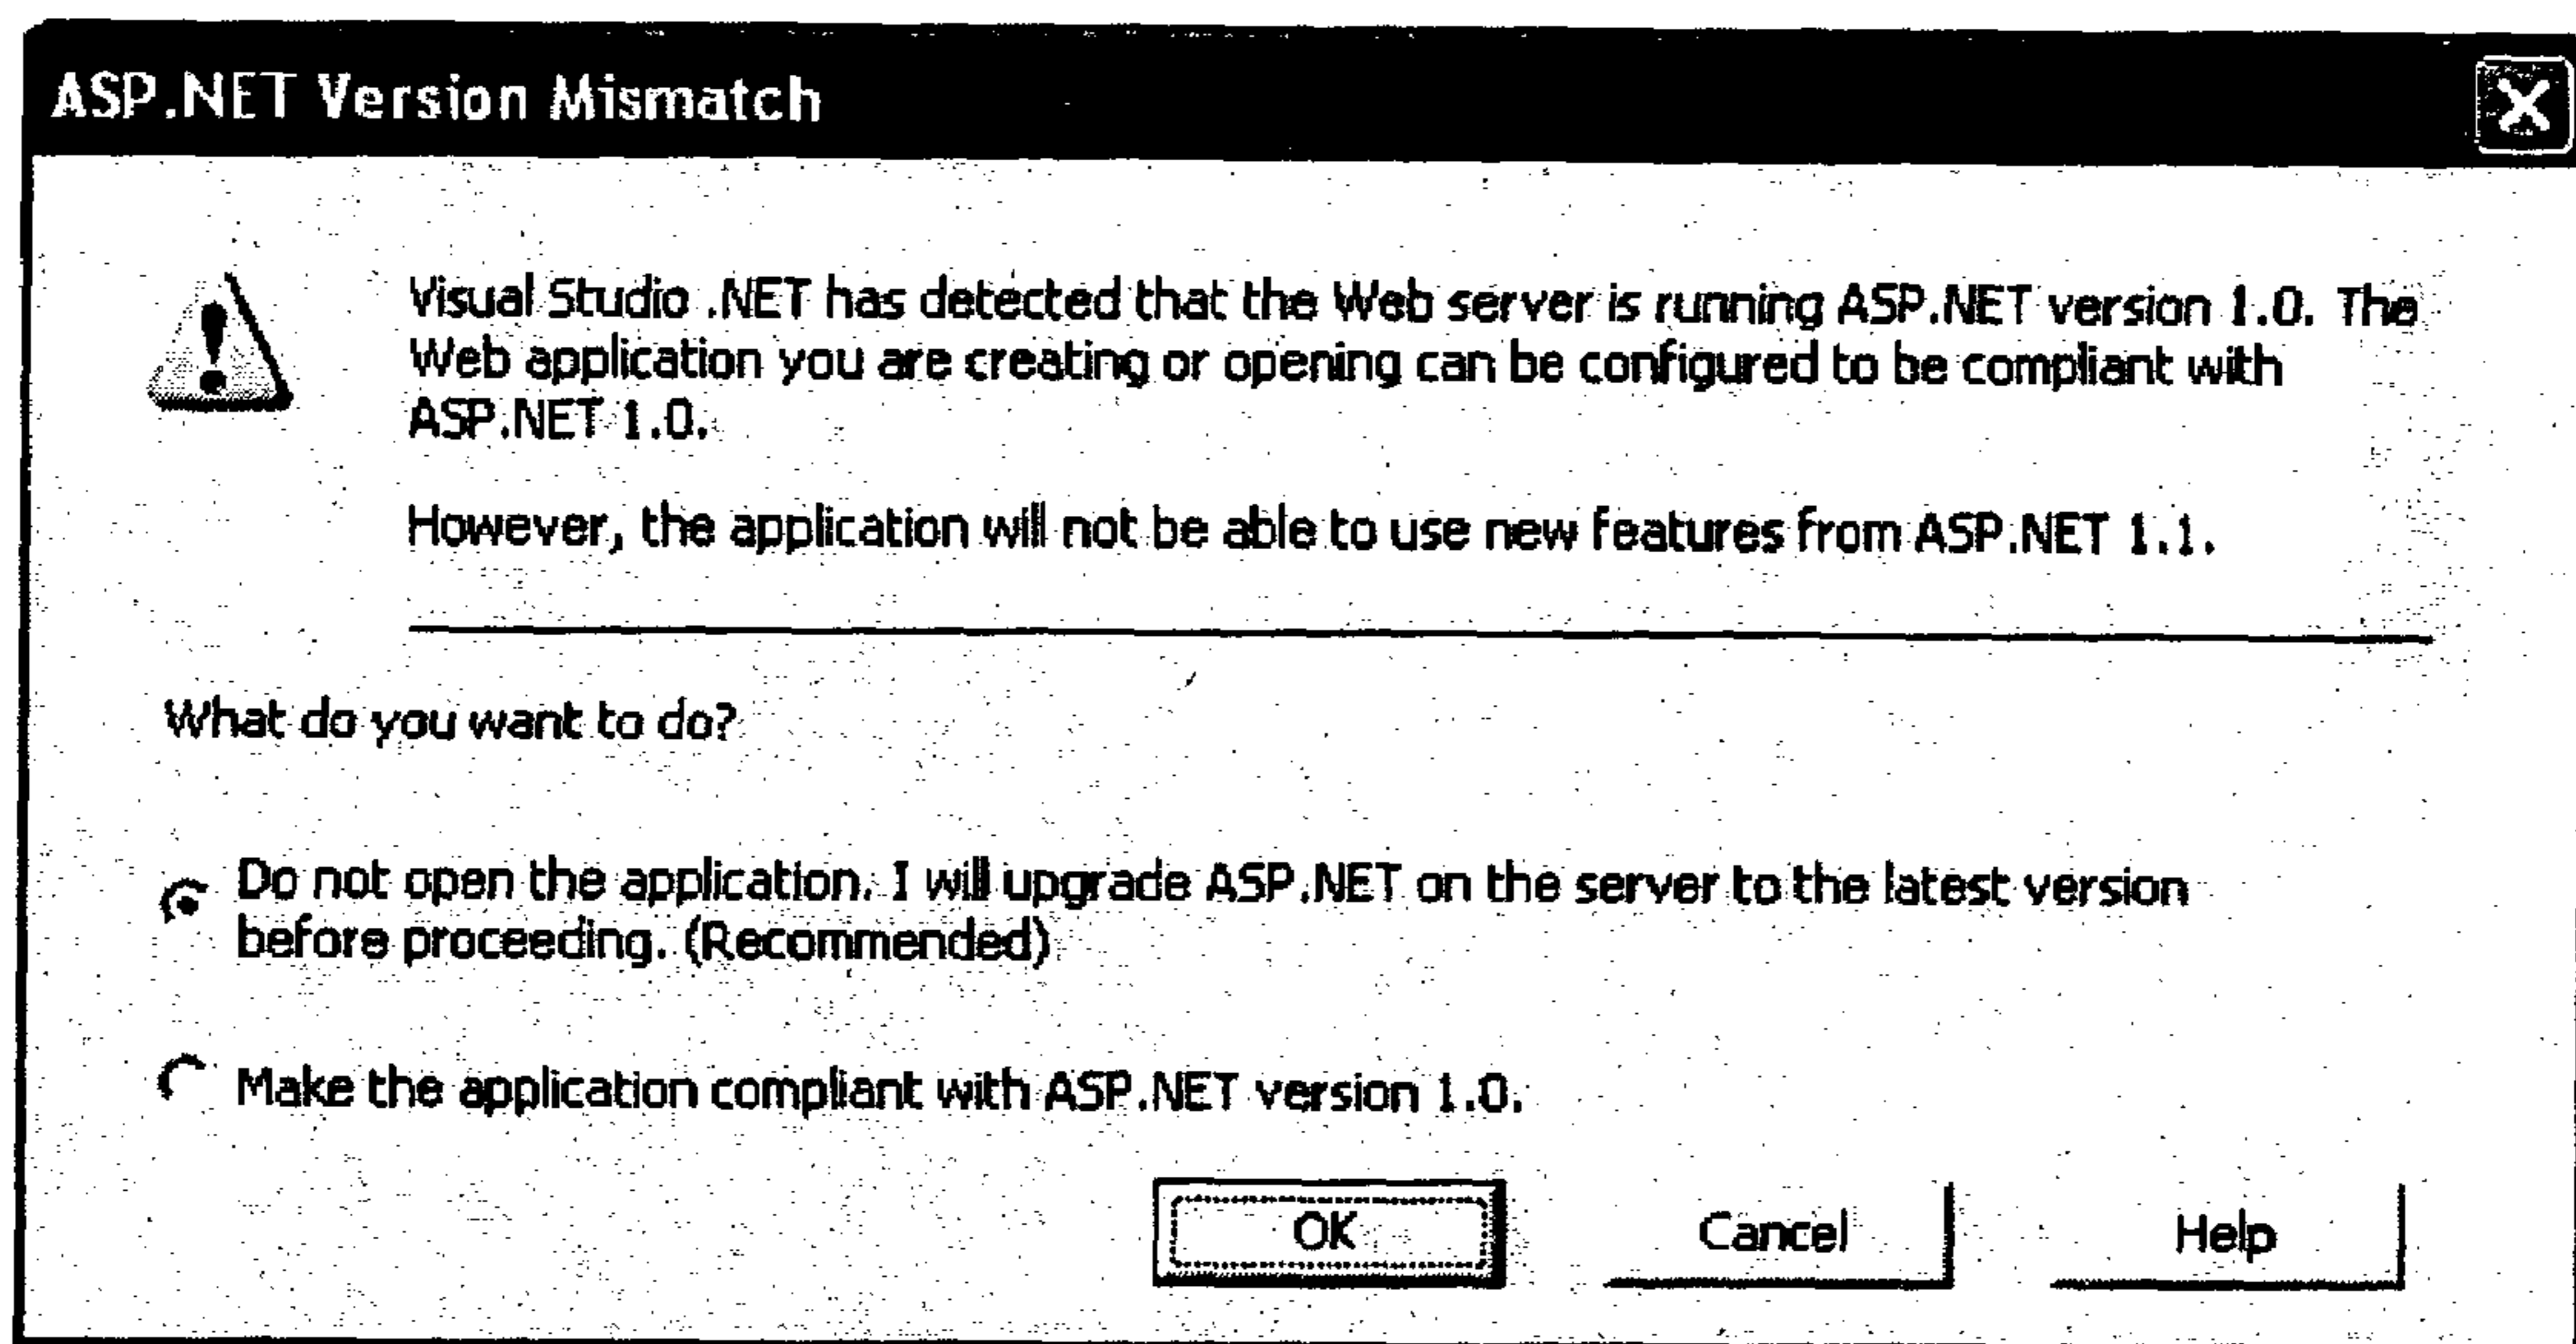 ASP.NET Version Mismatch
Visual Studio .NET has detected that the Web server is running ASP.NET version 1.0. The
Web application you are creating or opening can be configured to be compliant with
ASP.NET 1.0.
However, the application will not be able to use new features from ASP.NET 1.1.
What do you want to do?
Do not open the application. I will upgrade ASP.NET on the server to the latest version
before proceeding. (Recommended)
Make the application compliant with ASP.NET version 1.0.
OK Cancel Help